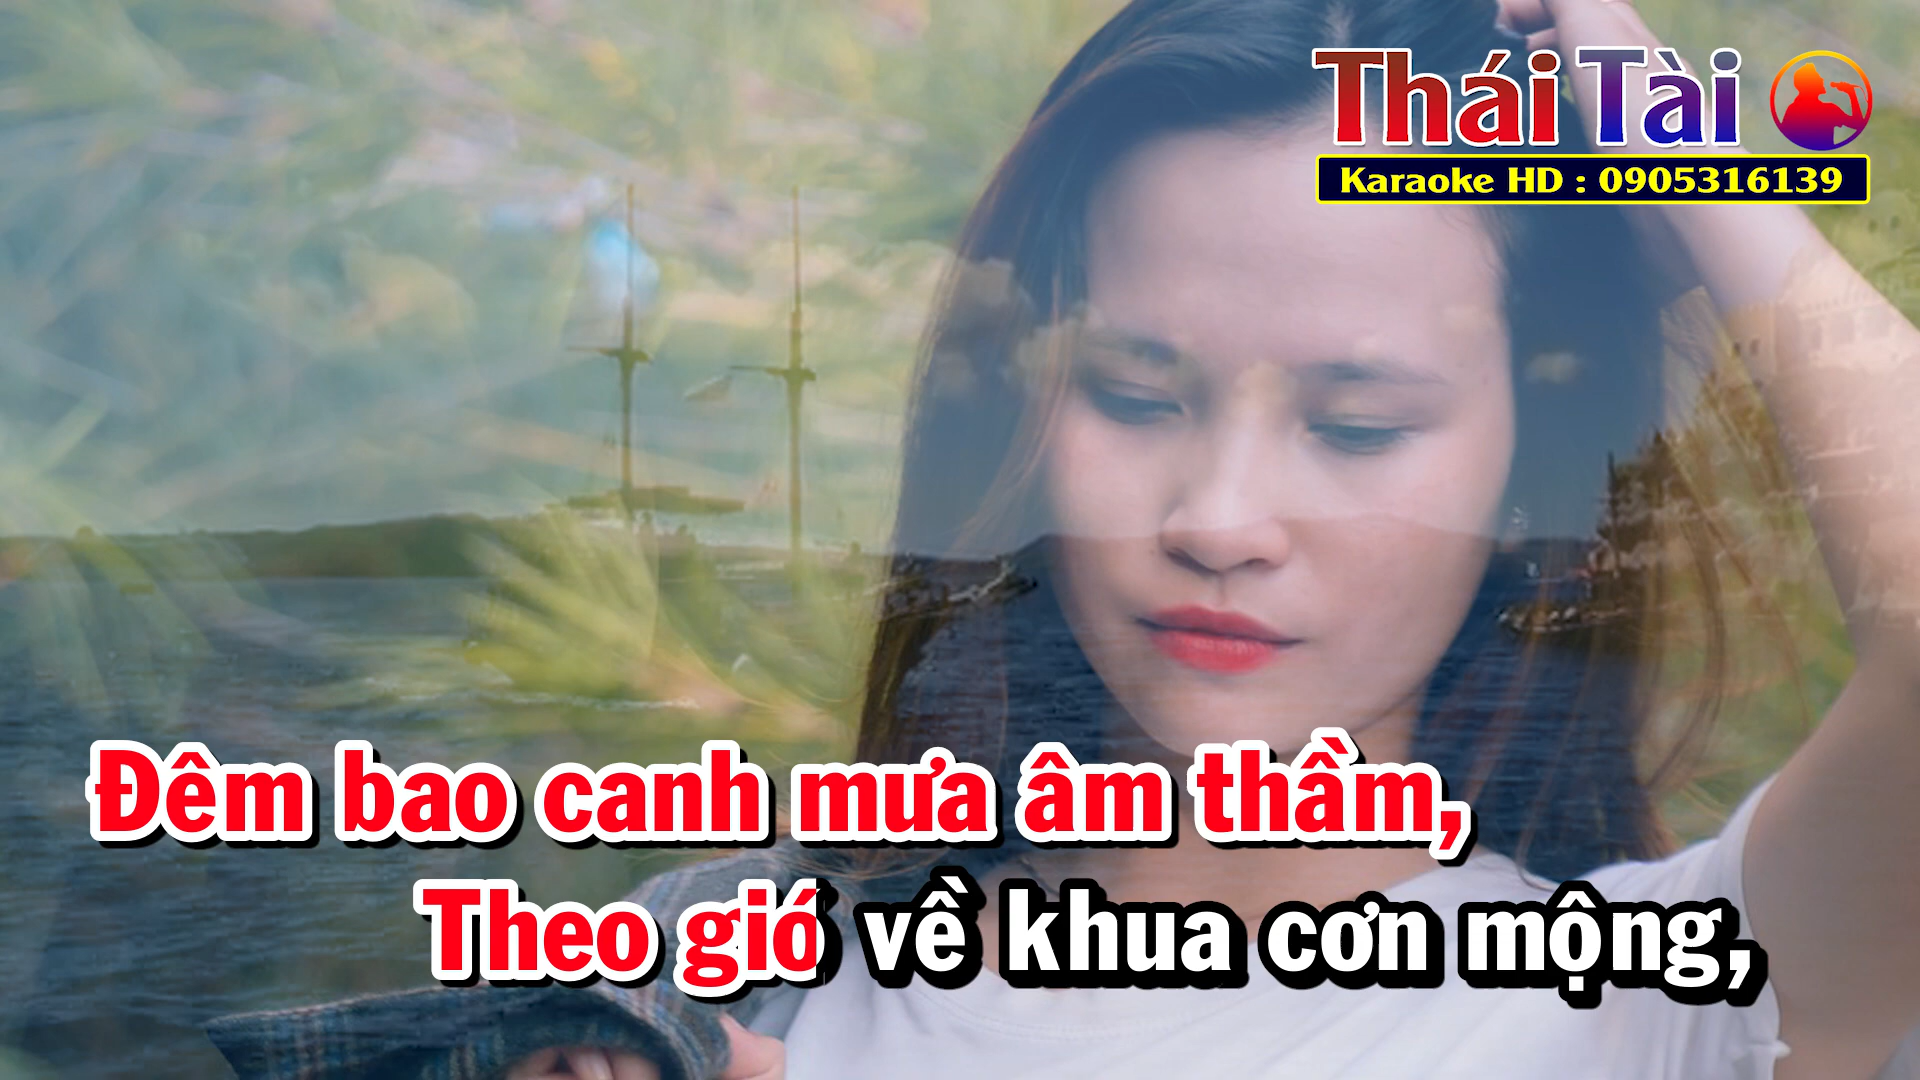 Thái Tài
Karaoke HD : 0905316139
Đêm bao canh mưa âm thầm,
Theo gió về khua cơn mộng,